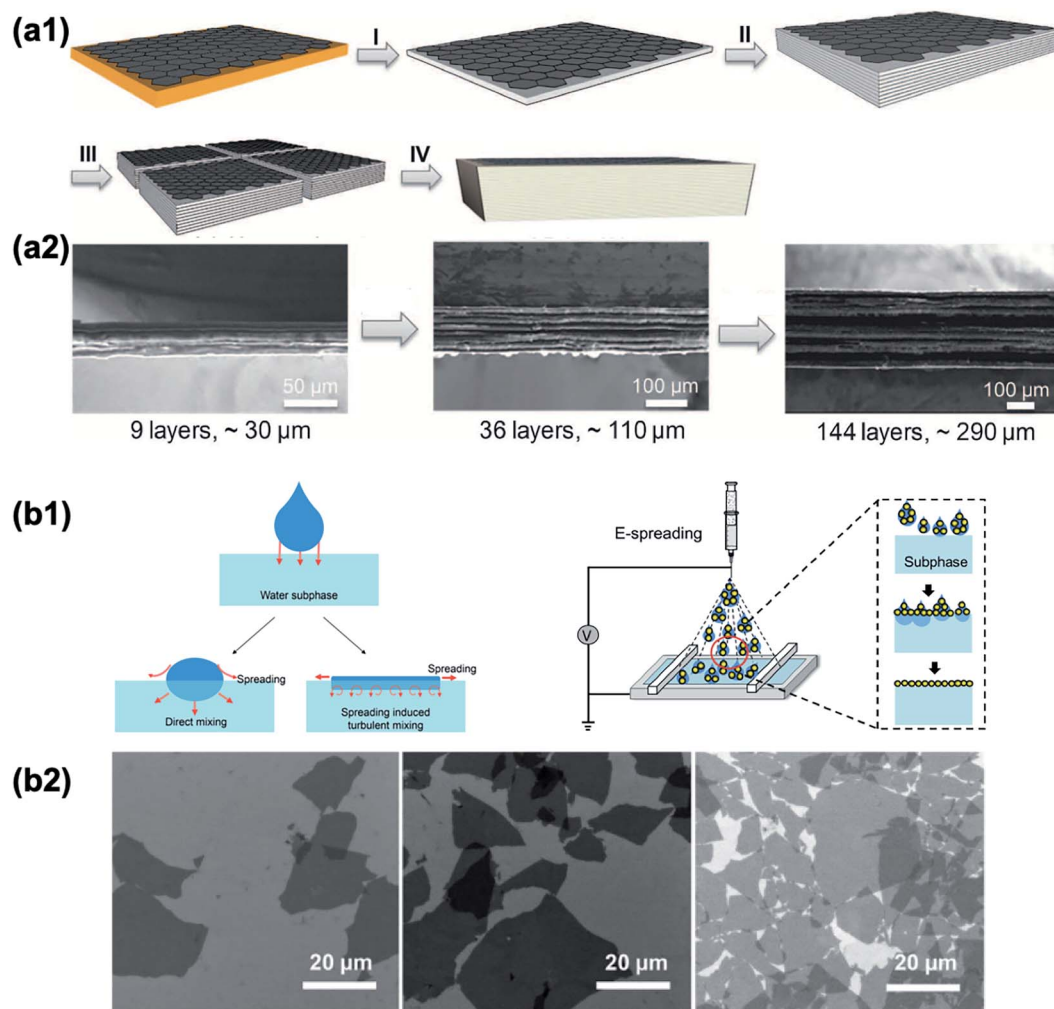 (a1)
I
II
III
IV
(a2)
50 µm
100 µm
100 µm
9 layers, ~ 30 µm
36 layers, ~ 110 µm
144 layers, ~ 290 µm
(b1)
Water subphase
Spreading
Direct mixing
Spreading
Spreading induced
turbulent mixing
E-spreading
V
Subphase
(b2)
20 µm
20 µm
20 µm